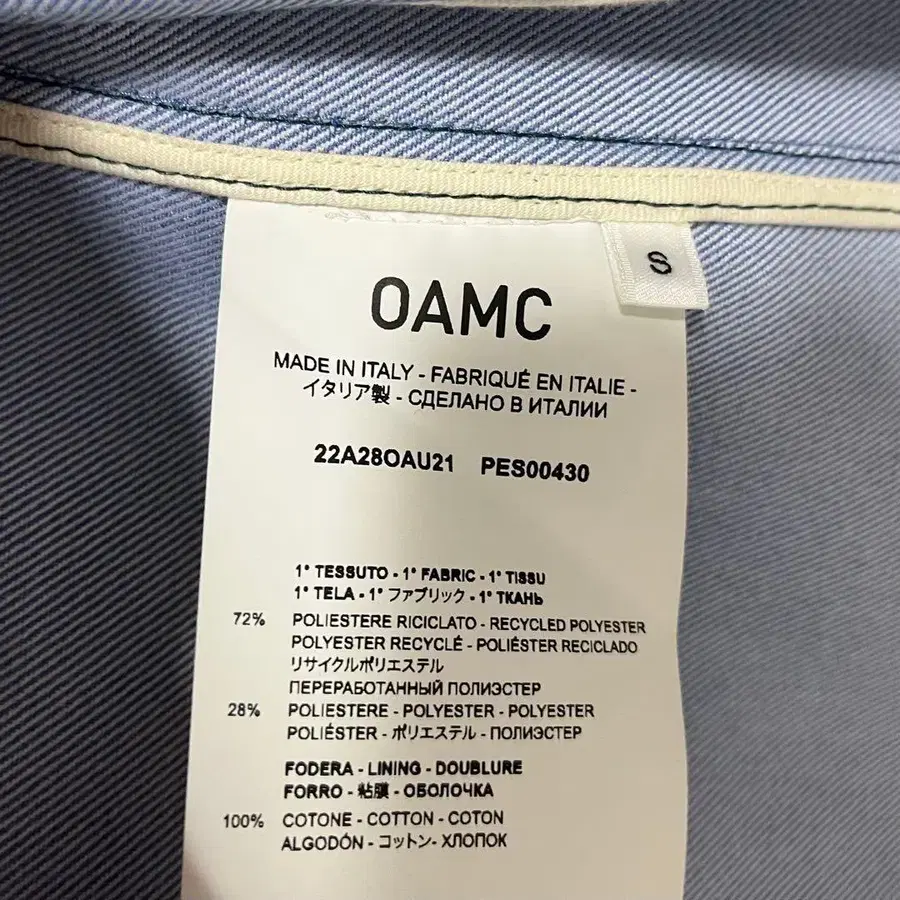 S
OAMC
MADE IN ITALY - FABRIQUÉ EN ITALIE -
イタリア製 - СДЕЛАНО В ИТАЛИИ
22A28OAU21 PES00430
1° TESSUTO - 1° FABRIC - 1° TISSU
1° TELA - 1° ファブリック - 1° ТКАНЬ
72% POLIESTERE RICICLATO - RECYCLED POLYESTER
POLYESTER RECYCLÉ - POLIÉSTER RECICLADO
リサイクルポリエステル
ПЕРЕРАБОТАННЫЙ ПОЛИЭСТЕР
28% POLIESTERE - POLYESTER - POLYESTER
POLIÉSTER - ポリエステル - ПОЛИЭСТЕР
FODERA - LINING - DOUBLURE
FORRO - 粘膜 - ОБОЛОЧКА
100% COTONE - COTTON - COTON
ALGODÓN - コットン- ХЛОПОК